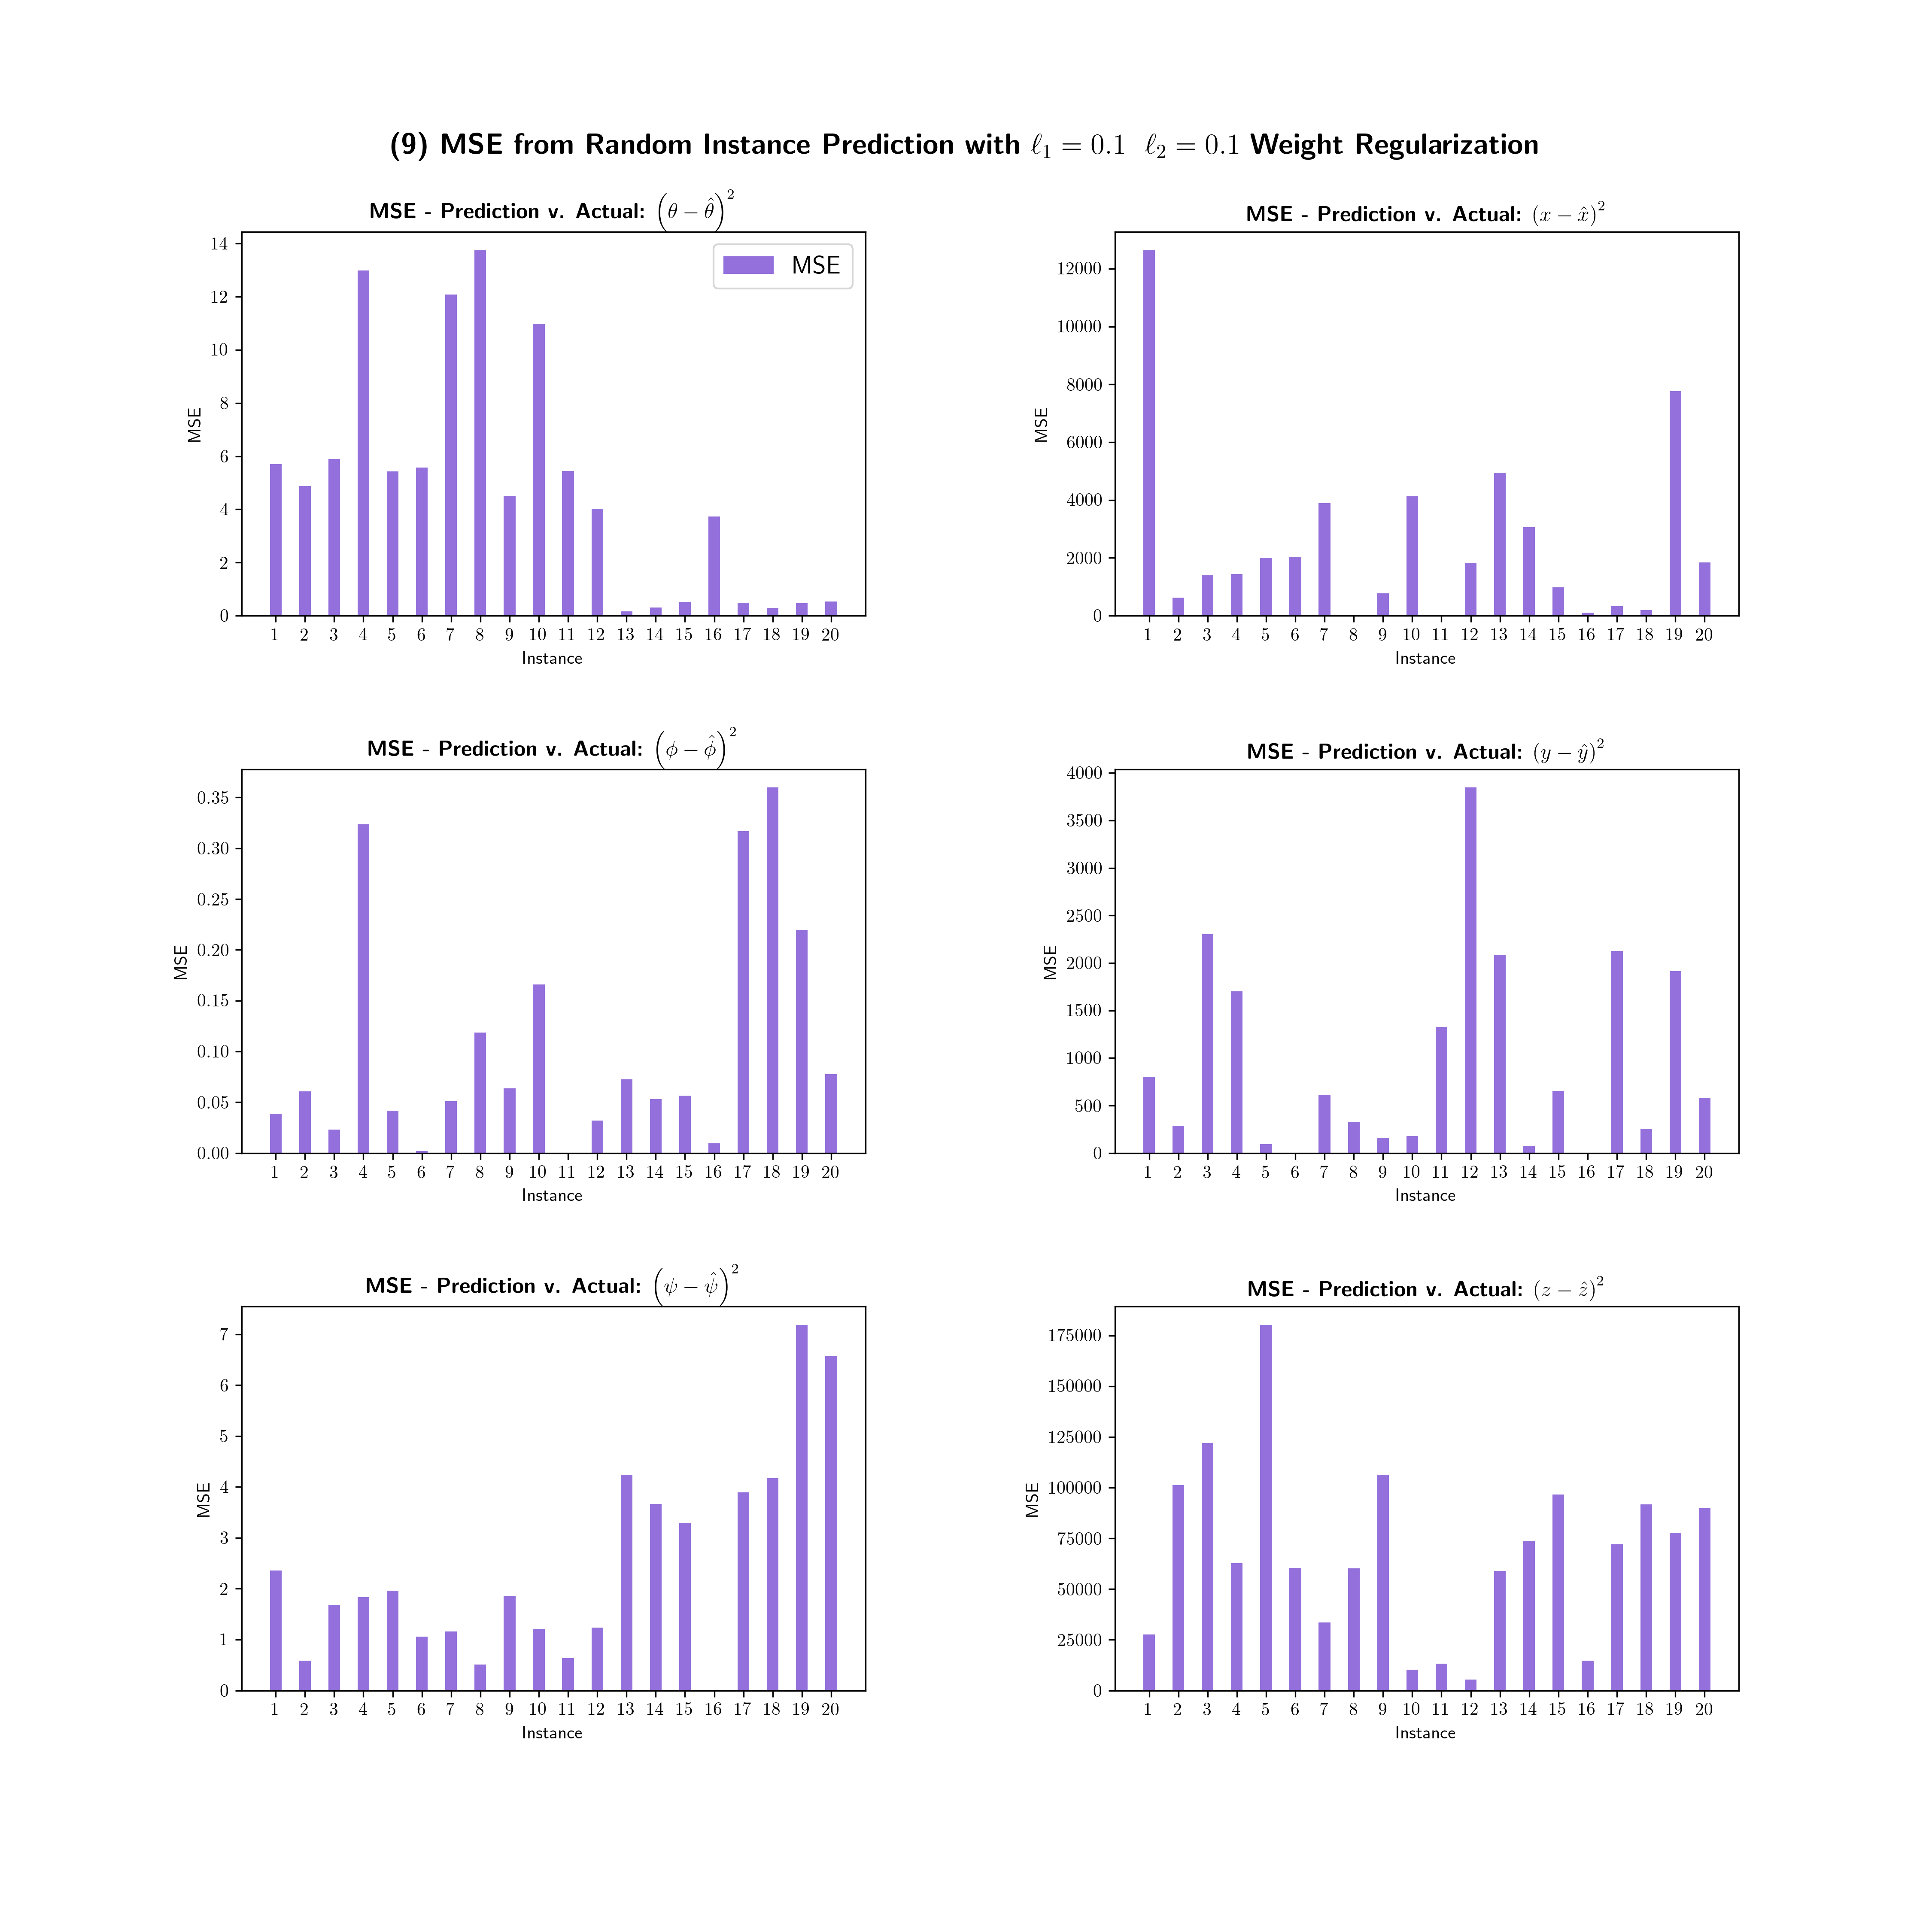 (9) MSE from Random Instance Prediction with ℓ₁ = 0.1 ℓ₂ = 0.1 Weight Regularization
MSE - Prediction v. Actual: (θ − θ̂)²
MSE
14
12
10
8
6
4
2
0
MSE
1 2 3 4 5 6 7 8 9 10 11 12 13 14 15 16 17 18 19 20
Instance
MSE - Prediction v. Actual: (x − x̂)²
12000
10000
8000
6000
4000
2000
0
MSE
1 2 3 4 5 6 7 8 9 10 11 12 13 14 15 16 17 18 19 20
Instance
MSE - Prediction v. Actual: (ϕ − ϕ̂)²
0.35
0.30
0.25
0.20
0.15
0.10
0.05
0.00
MSE
1 2 3 4 5 6 7 8 9 10 11 12 13 14 15 16 17 18 19 20
Instance
MSE - Prediction v. Actual: (y − ŷ)²
4000
3500
3000
2500
2000
1500
1000
500
0
MSE
1 2 3 4 5 6 7 8 9 10 11 12 13 14 15 16 17 18 19 20
Instance
MSE - Prediction v. Actual: (ψ − ψ̂)²
7
6
5
4
3
2
1
0
MSE
1 2 3 4 5 6 7 8 9 10 11 12 13 14 15 16 17 18 19 20
Instance
MSE - Prediction v. Actual: (z − ẑ)²
175000
150000
125000
100000
75000
50000
25000
0
MSE
1 2 3 4 5 6 7 8 9 10 11 12 13 14 15 16 17 18 19 20
Instance